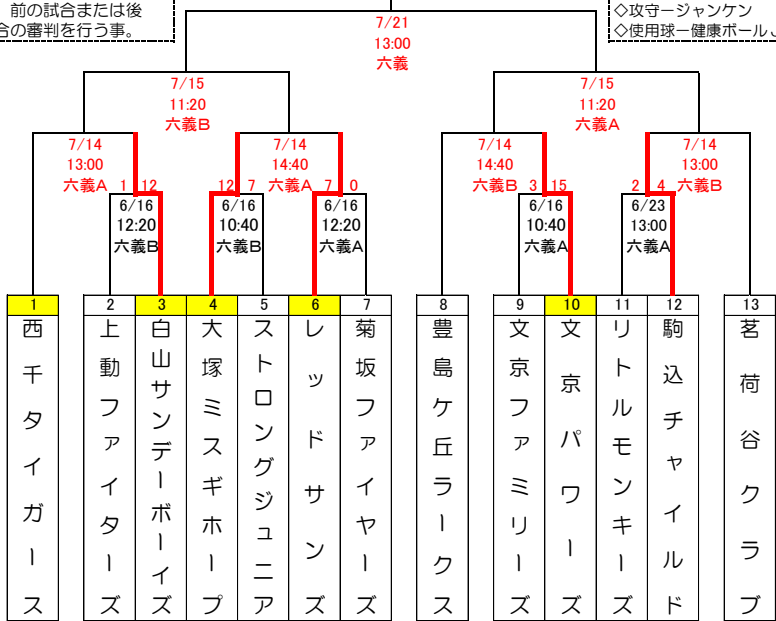 前の試合または後
合の審判を行う事。
◇攻守ージャンケン
◇使用球ー健康ボールJ
7/21
13:00
六義
7/15
11:20
六義B
7/15
11:20
六義A
7/14
13:00
六義A
7/14
14:40
六義A
7/14
14:40
六義B
7/14
13:00
六義B
1 12
12 7
7 0
3 15
2 4
6/16
12:20
六義B
6/16
10:40
六義B
6/16
12:20
六義A
6/16
10:40
六義A
6/23
13:00
六義A
1 2 3 4 5 6 7 8 9 10 11 12 13
西千タイガース
上動ファイターズ
白山サンデーボーイズ
大塚ミスギホープ
ストロングジュニア
レッドサンズ
菊坂ファイヤーズ
豊島ケ丘ラークス
文京ファミリーズ
文京パワーズ
リトルモンキーズ
駒込チャイルド
茗荷谷クラブ